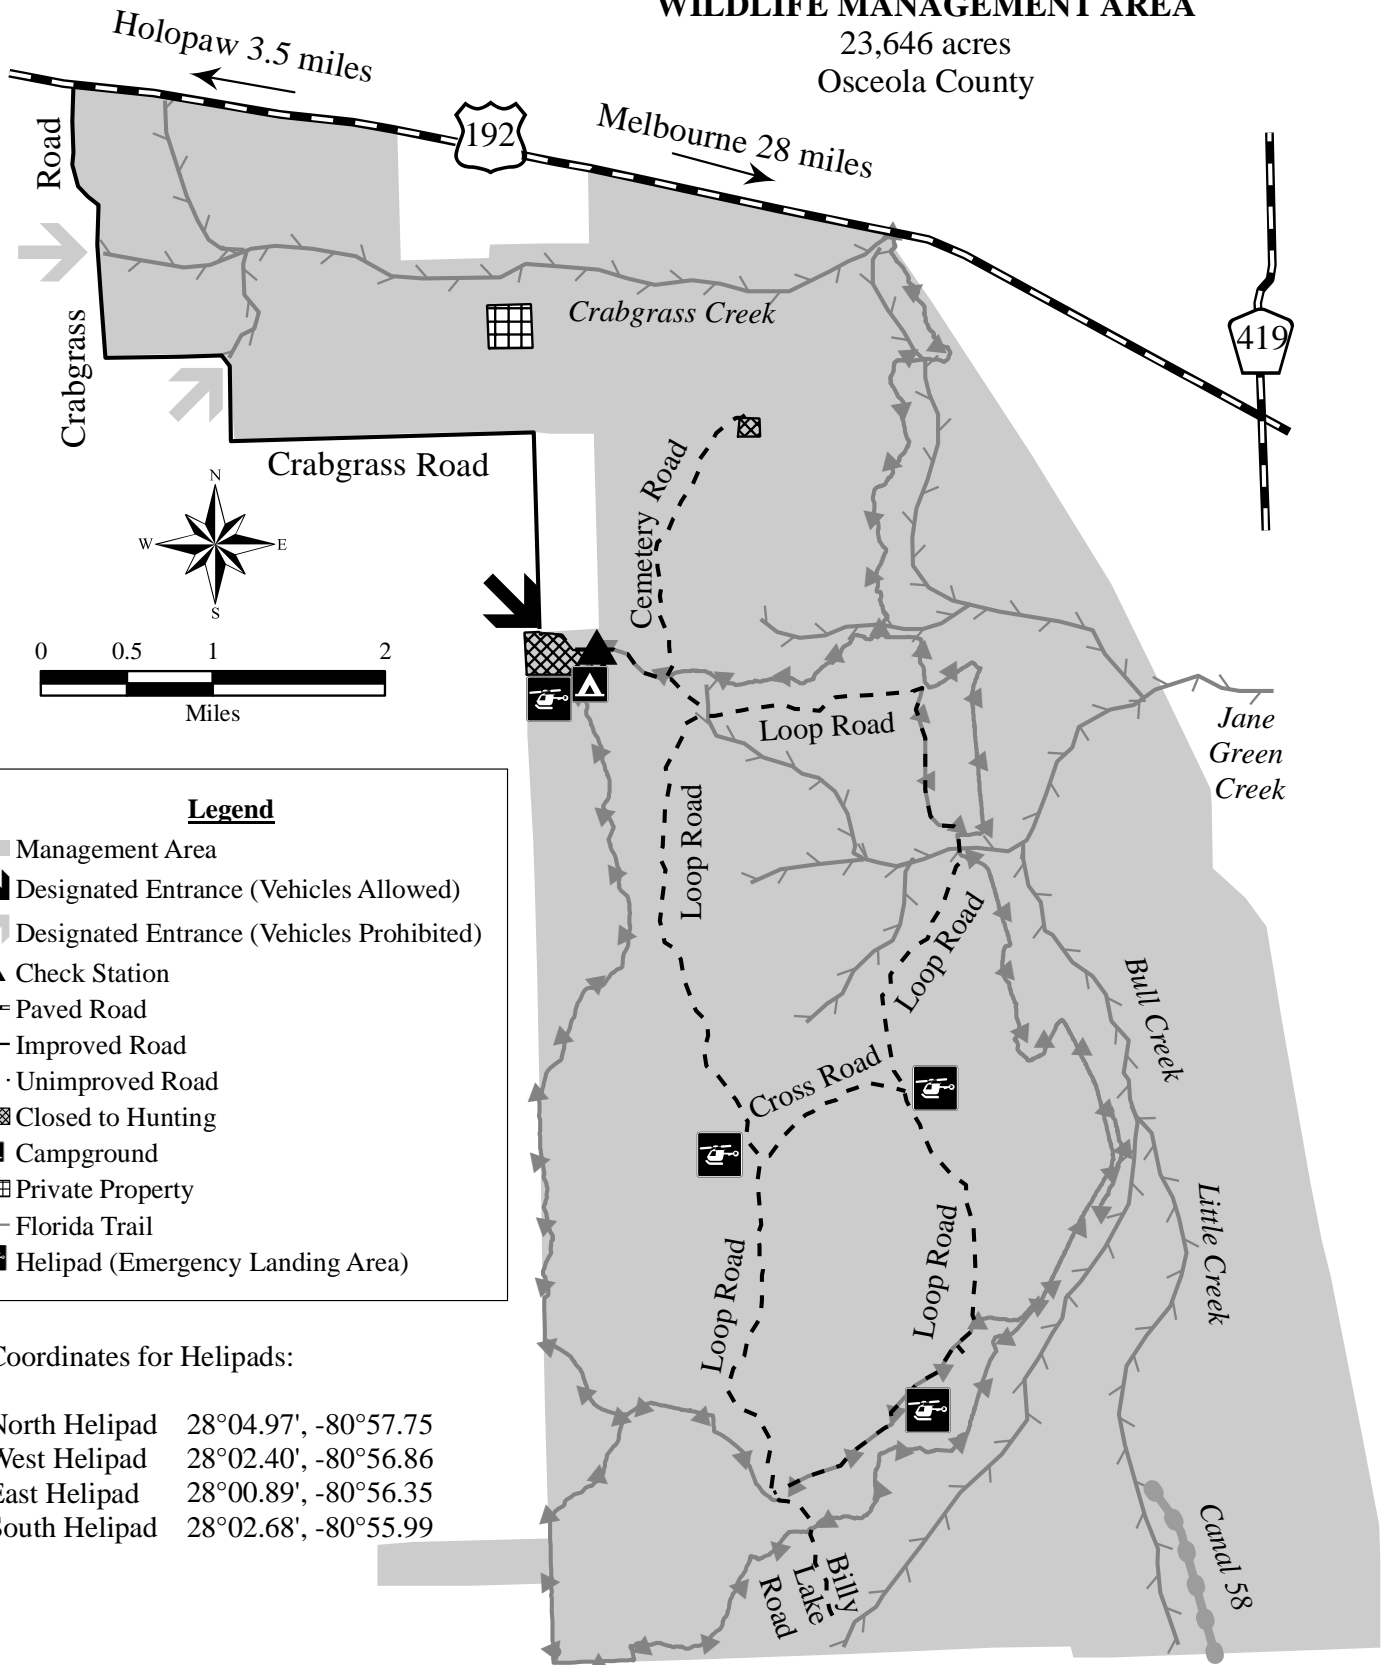 WILDLIFE MANAGEMENT AREA
23,646 acres
Osceola County
Holopaw 3.5 miles
192
Melbourne 28 miles
Road
Crabgrass
419
Crabgrass Creek
Crabgrass Road
Cemetery Road
N
W
E
S
0 0.5 1 2
Miles
Loop Road
Jane
Green
Creek
Loop Road
Loop Road
Bull Creek
Cross Road
Little Creek
Loop Road
Loop Road
Canal 58
Billy
Lake
Road
Legend
Management Area
Designated Entrance (Vehicles Allowed)
Designated Entrance (Vehicles Prohibited)
Check Station
Paved Road
Improved Road
Unimproved Road
Closed to Hunting
Campground
Private Property
Florida Trail
Helipad (Emergency Landing Area)
Coordinates for Helipads:
North Helipad 28°04.97', -80°57.75
West Helipad 28°02.40', -80°56.86
East Helipad 28°00.89', -80°56.35
South Helipad 28°02.68', -80°55.99